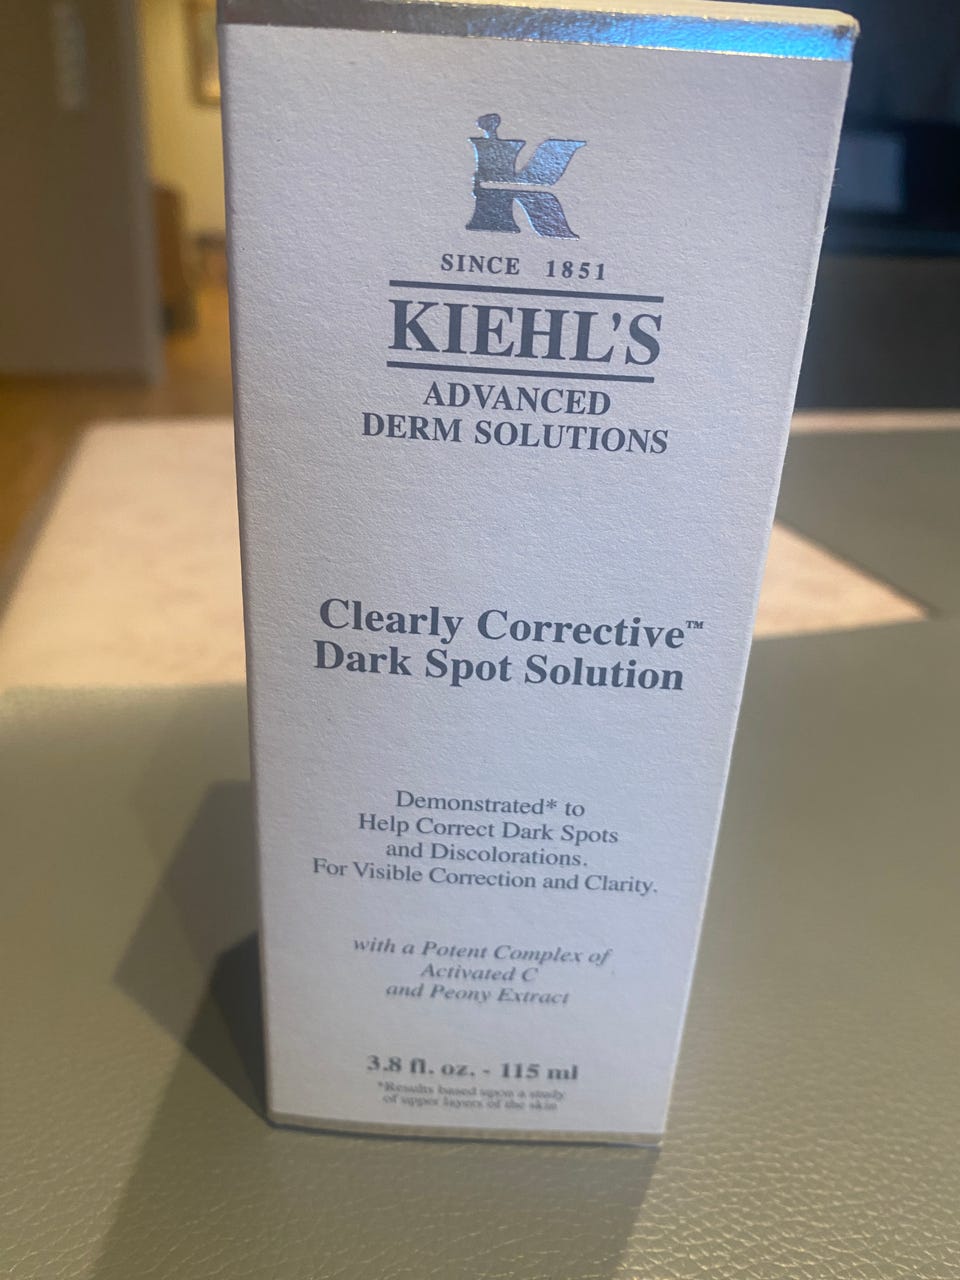 K
SINCE 1851
KIEHL'S
ADVANCED
DERM SOLUTIONS
Clearly Corrective™
Dark Spot Solution
Demonstrated* to
Help Correct Dark Spots
and Discolorations.
For Visible Correction and Clarity.
with a Potent Complex of
Activated C
and Peony Extract
3.8 fl. oz. - 115 ml
*Results based upon a study
of upper layers of the skin